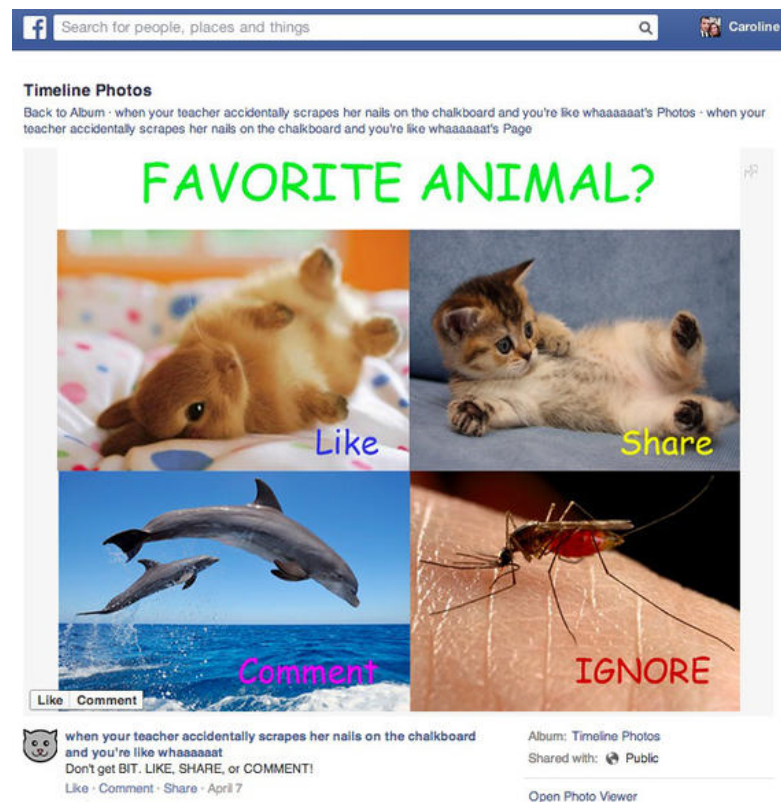 f
Search for people, places and things
Caroline
Timeline Photos
Back to Album · when your teacher accidentally scrapes her nails on the chalkboard and you're like whaaaaaat's Photos · when your
teacher accidentally scrapes her nails on the chalkboard and you're like whaaaaaat's Page
FAVORITE ANIMAL?
Like
Share
Comment
IGNORE
Like Comment
when your teacher accidentally scrapes her nails on the chalkboard
and you're like whaaaaaat
Don't get BIT. LIKE, SHARE, or COMMENT!
Like · Comment · Share · April 7
Album: Timeline Photos
Shared with: Public
Open Photo Viewer